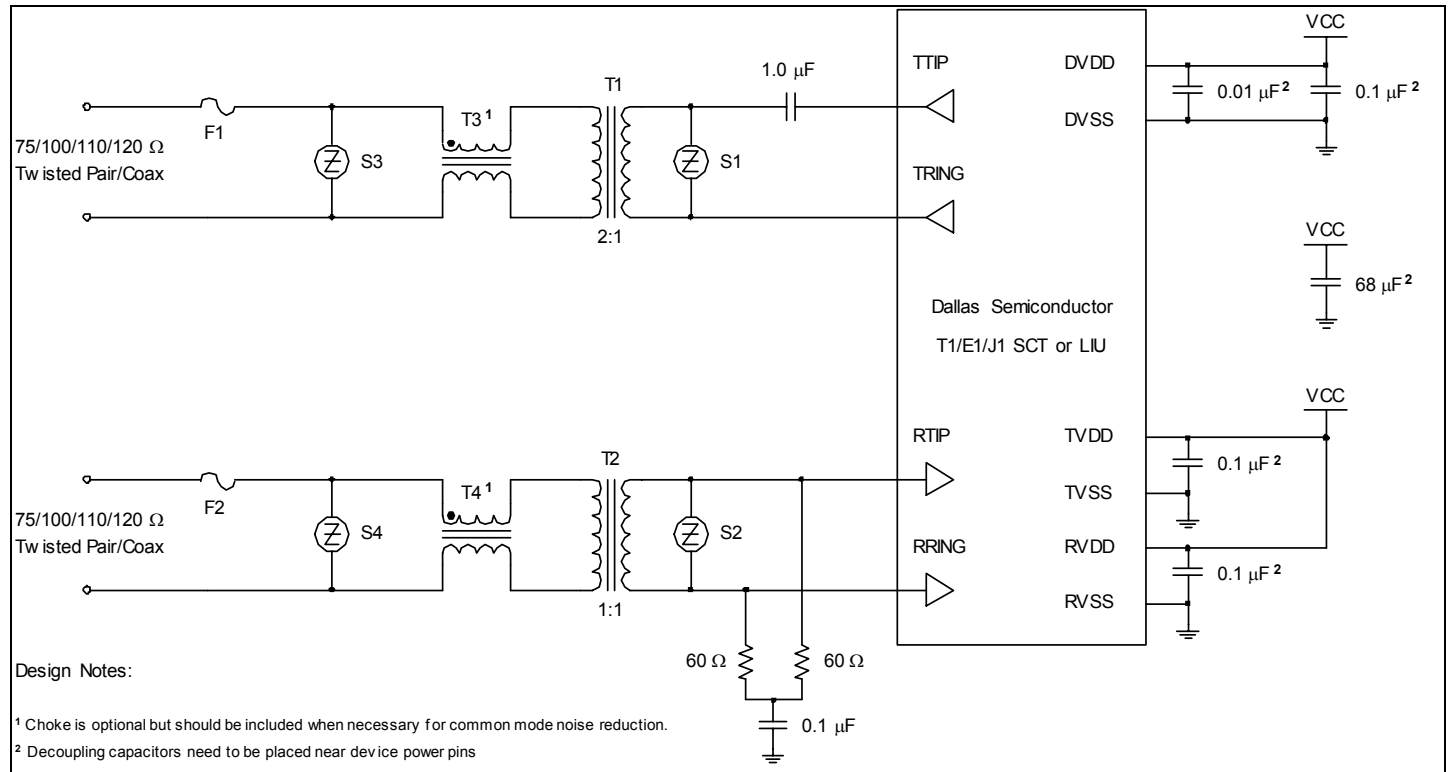 VCC
1.0 μF
TTIP
DVDD
T1
0.01 μF²
0.1 μF²
T3¹
F1
DVSS
75/100/110/120 Ω
Twisted Pair/Coax
S3
S1
TRING
2:1
VCC
68 μF²
Dallas Semiconductor
T1/E1/J1 SCT or LIU
VCC
RTIP
TVDD
T2
0.1 μF²
T4¹
F2
TVSS
75/100/110/120 Ω
Twisted Pair/Coax
S4
S2
RRING
RVDD
0.1 μF²
1:1
RVSS
60 Ω
60 Ω
Design Notes:
0.1 μF
¹ Choke is optional but should be included when necessary for common mode noise reduction.
² Decoupling capacitors need to be placed near device power pins